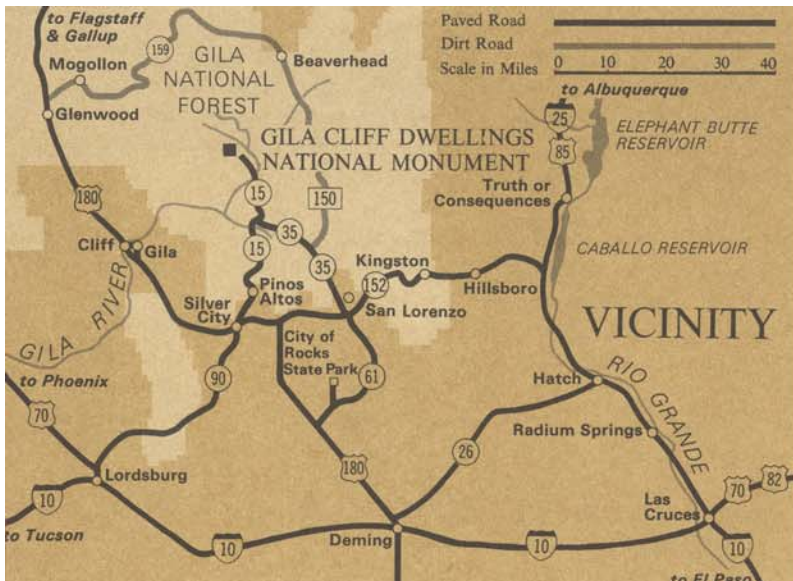 to Flagstaff
& Gallup
Mogollon
159
GILA
NATIONAL
FOREST
Beaverhead
Glenwood
Paved Road
Dirt Road
Scale in Miles
0 10 20 30 40
to Albuquerque
25
85
ELEPHANT BUTTE
RESERVOIR
GILA CLIFF DWELLINGS
NATIONAL MONUMENT
15
150
180
Truth or
Consequences
Cliff
Gila
15
35
35
Kingston
CABALLO RESERVOIR
Pinos
Altos
152
Hillsboro
Silver
City
San Lorenzo
VICINITY
GILA RIVER
City of
Rocks
State Park
to Phoenix
90
61
Hatch
RIO GRANDE
70
Radium Springs
26
180
Lordsburg
10
to Tucson
Las
Cruces
70
82
10
Deming
10
10
to El Paso